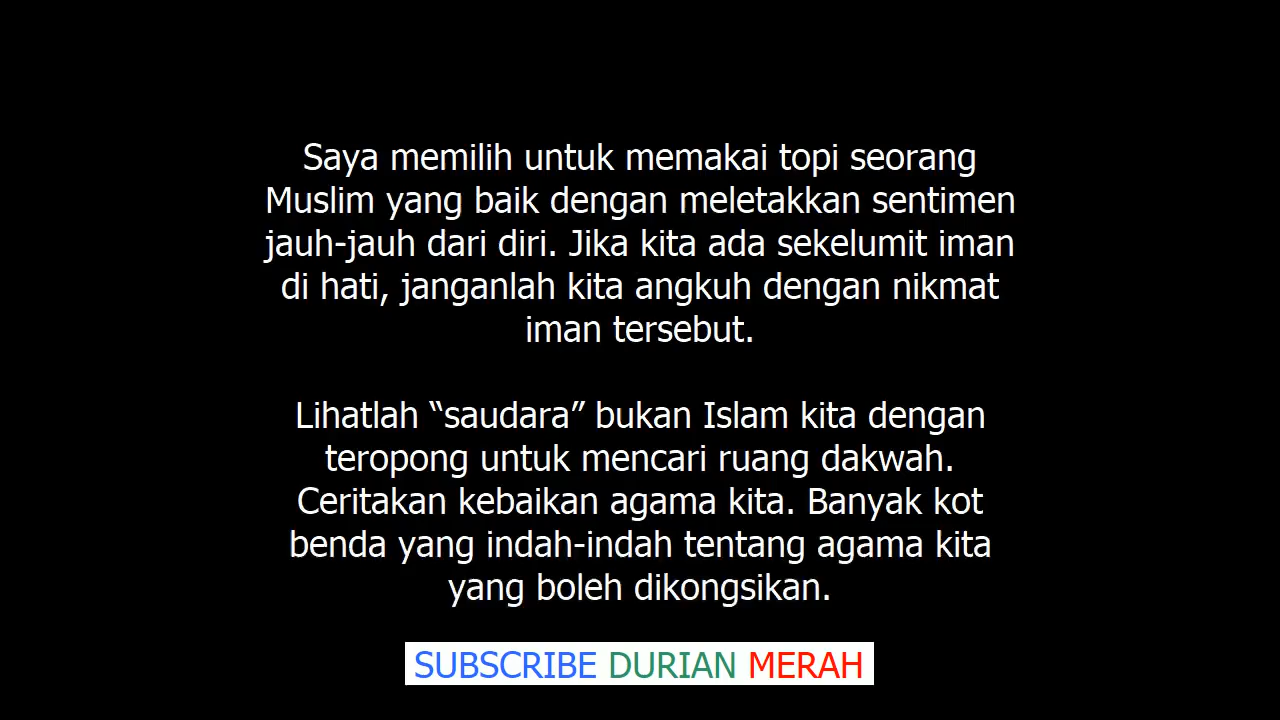 Saya memilih untuk memakai topi seorang
Muslim yang baik dengan meletakkan sentimen
jauh-jauh dari diri. Jika kita ada sekelumit iman
di hati, janganlah kita angkuh dengan nikmat
iman tersebut.
Lihatlah “saudara” bukan Islam kita dengan
teropong untuk mencari ruang dakwah.
Ceritakan kebaikan agama kita. Banyak kot
benda yang indah-indah tentang agama kita
yang boleh dikongsikan.
SUBSCRIBE DURIAN MERAH